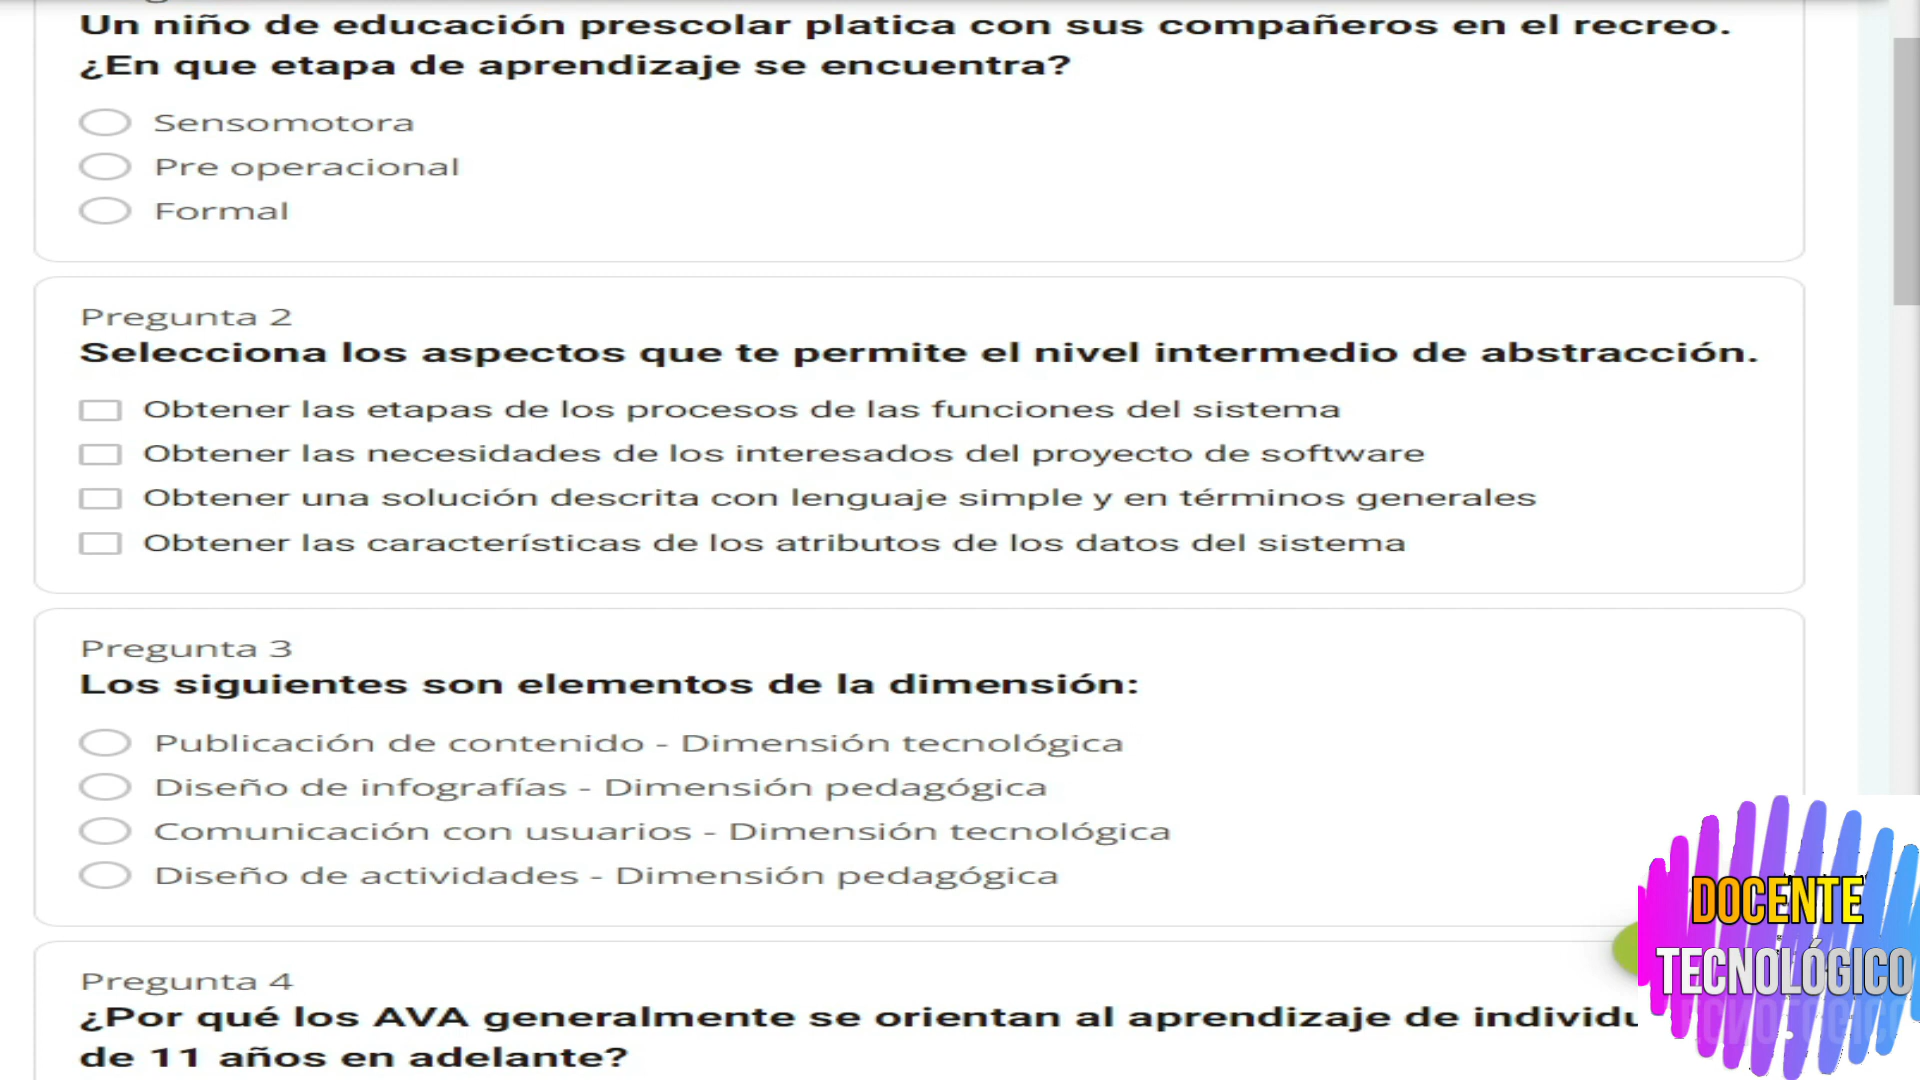 Un niño de educación prescolar platica con sus compañeros en el recreo.
¿En que etapa de aprendizaje se encuentra?
Sensomotora
Pre operacional
Formal
Pregunta 2
Selecciona los aspectos que te permite el nivel intermedio de abstracción.
Obtener las etapas de los procesos de las funciones del sistema
Obtener las necesidades de los interesados del proyecto de software
Obtener una solución descrita con lenguaje simple y en términos generales
Obtener las características de los atributos de los datos del sistema
Pregunta 3
Los siguientes son elementos de la dimensión:
Publicación de contenido - Dimensión tecnológica
Diseño de infografías - Dimensión pedagógica
Comunicación con usuarios - Dimensión tecnológica
Diseño de actividades - Dimensión pedagógica
Pregunta 4
¿Por qué los AVA generalmente se orientan al aprendizaje de individu
de 11 años en adelante?
DOCENTE
TECNOLÓGICO